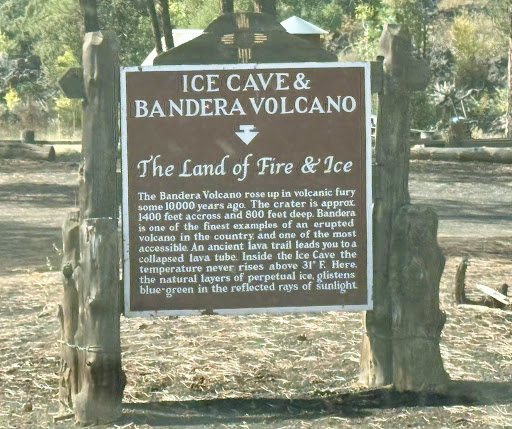 ICE CAVE &
BANDERA VOLCANO
The Land of Fire & Ice
The Bandera Volcano rose up in volcanic fury
some 10,000 years ago. The crater is approx.
1400 feet accross and 800 feet deep. Bandera
is one of the finest examples of an erupted
volcano in the country, and one of the most
accessible. An ancient lava trail leads you to a
collapsed lava tube. Inside the Ice Cave the
temperature never rises above 31° F. Here,
the natural layers of perpetual ice, glistens
blue-green in the reflected rays of sunlight.